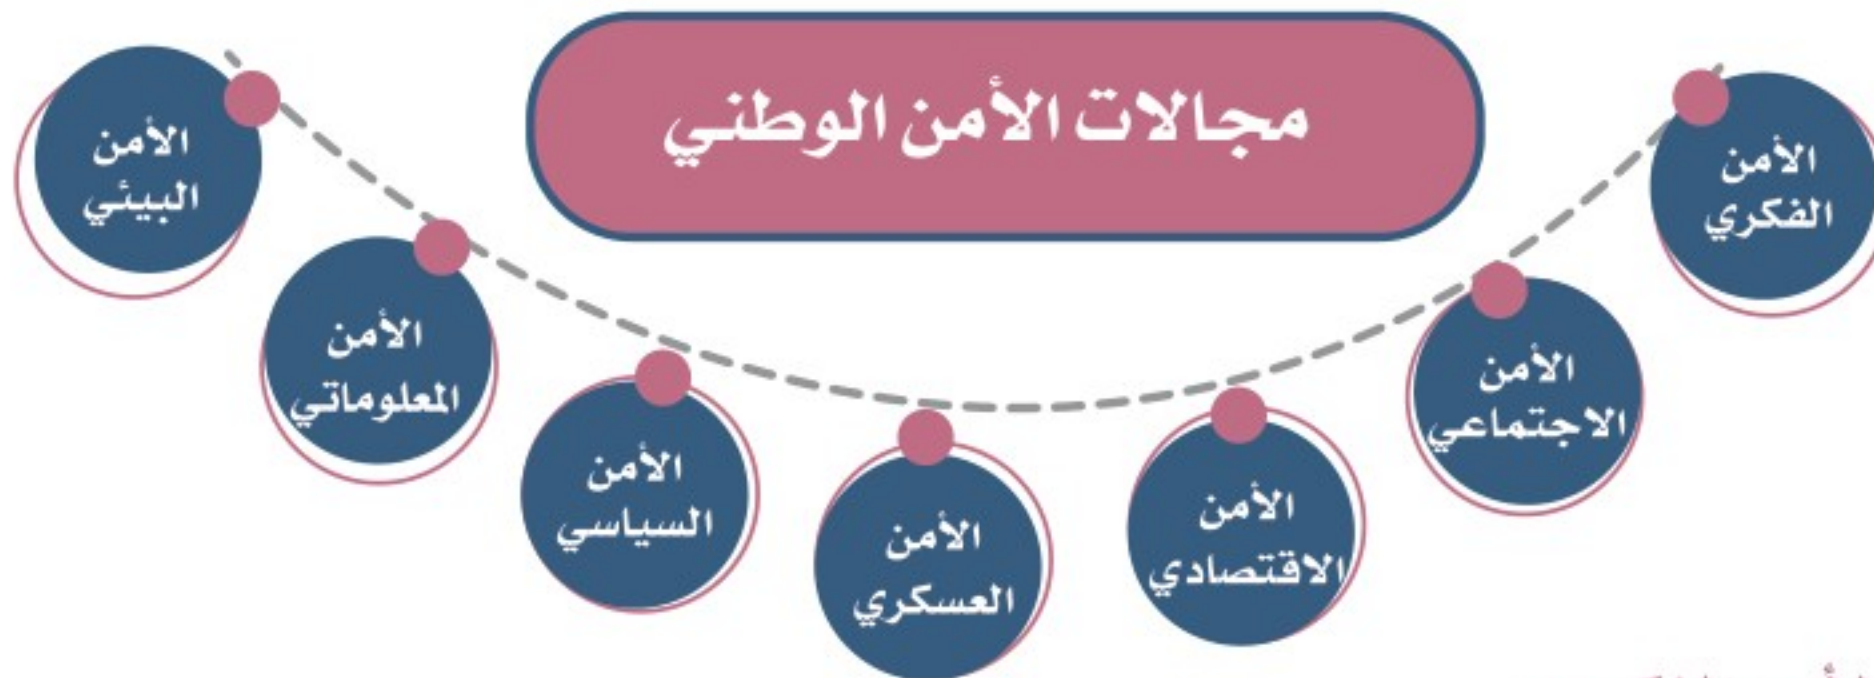 مجالات الأمن الوطني
الأمن
الفكري
الأمن
الاجتماعي
الأمن
الاقتصادي
الأمن
العسكري
الأمن
السياسي
الأمن
المعلوماتي
الأمن
البيئي